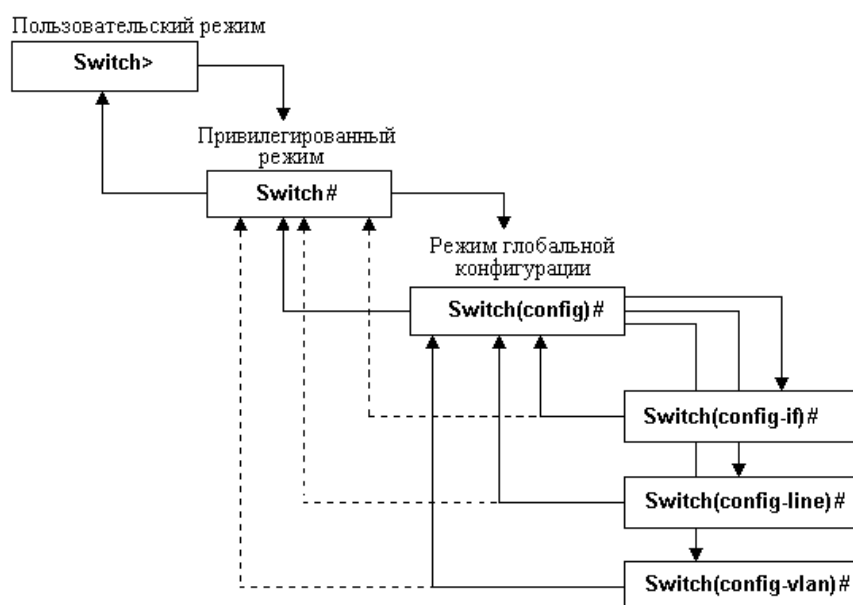 Пользовательский режим
Switch>
Привилегированный
режим
Switch#
Режим глобальной
конфигурации
Switch(config)#
Switch(config-if)#
Switch(config-line)#
Switch(config-vlan)#